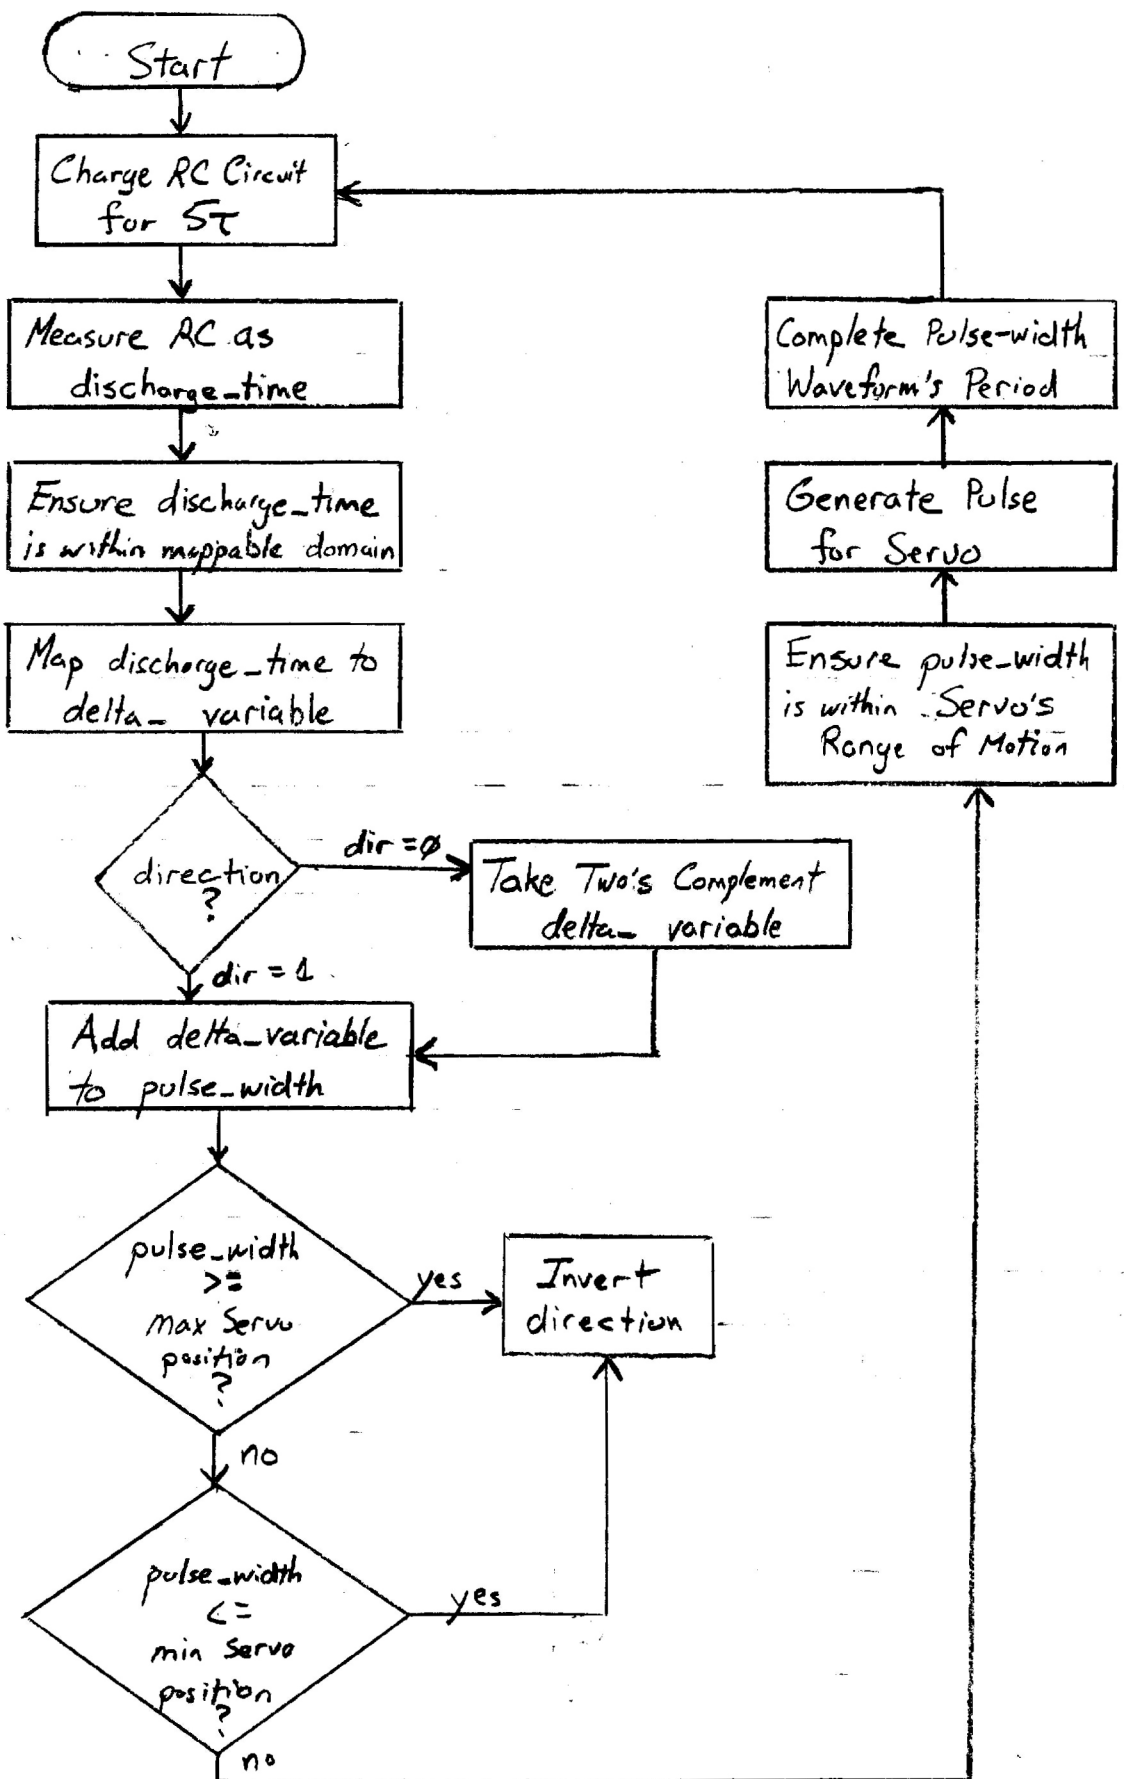 Start
Charge RC Circuit
for 5τ
Measure RC as
discharge_time
Ensure discharge_time
is within mappable domain
Map discharge_time to
delta_ variable
direction
?
dir = 0
Take Two's Complement
delta_ variable
dir = 1
Add delta_variable
to pulse_width
pulse_width
>=
max Servo
position
?
yes
Invert
direction
no
pulse_width
<=
min Servo
position
?
yes
no
Ensure pulse_width
is within Servo's
Range of Motion
Generate Pulse
for Servo
Complete Pulse-width
Waveform's Period